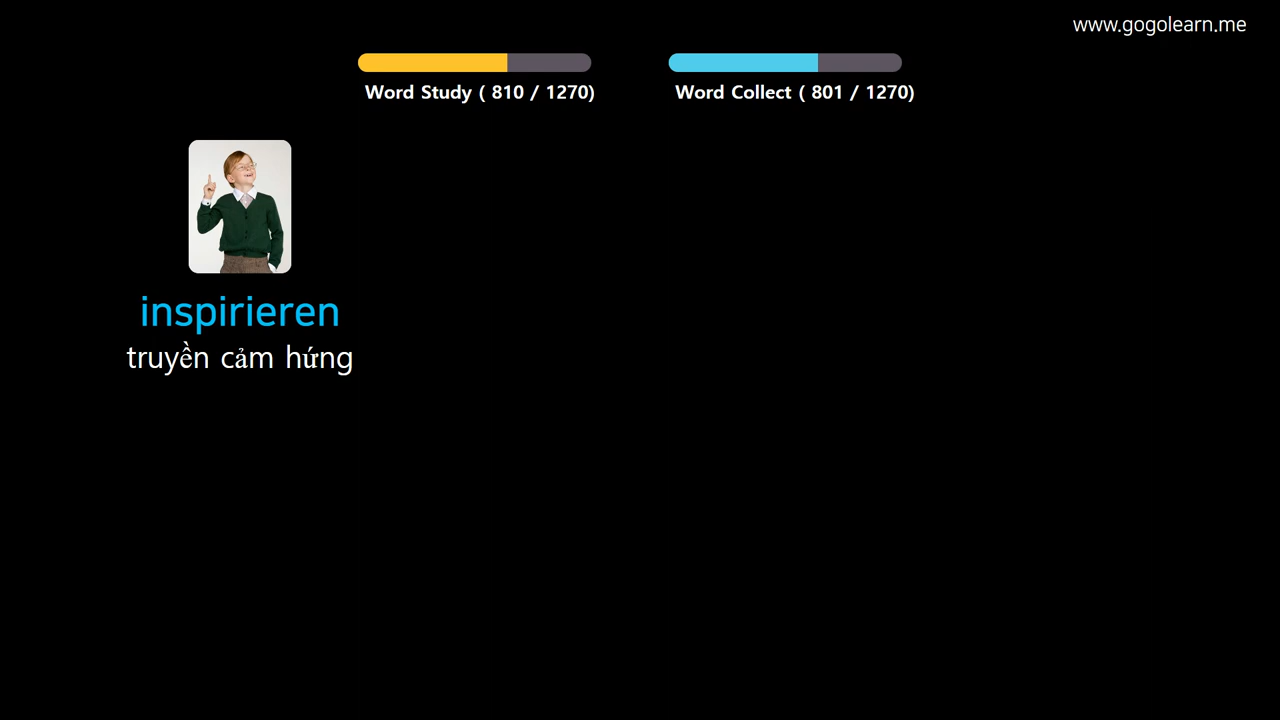 www.gogolearn.me
Word Study ( 810 / 1270)
Word Collect ( 801 / 1270)
inspirieren
truyền cảm hứng